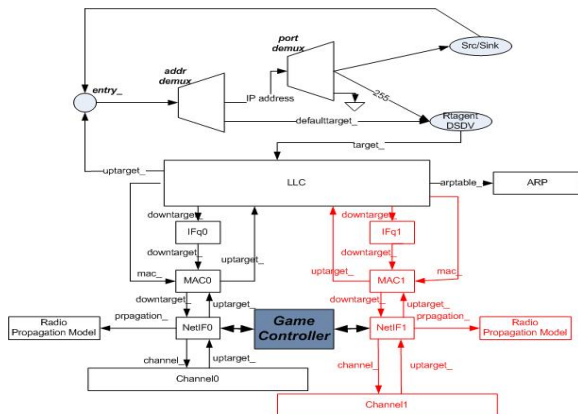 port
demux
Src/Sink
addr
demux
entry_
IP address
255
defaulttarget_
Rtagent
DSDV
target_
uptarget_
LLC
arptable_
ARP
downtarget_
downtarget_
IFq0
IFq1
downtarget_
downtarget_
uptarget_
uptarget_
mac_
mac_
MAC0
MAC1
downtarget_
uptarget_
downtarget_
uptarget_
Radio
Propagation Model
prpagation_
NetIF0
Game
Controller
NetIF1
prpagation_
Radio
Propagation Model
channel_
uptarget_
channel_
uptarget_
Channel0
Channel1